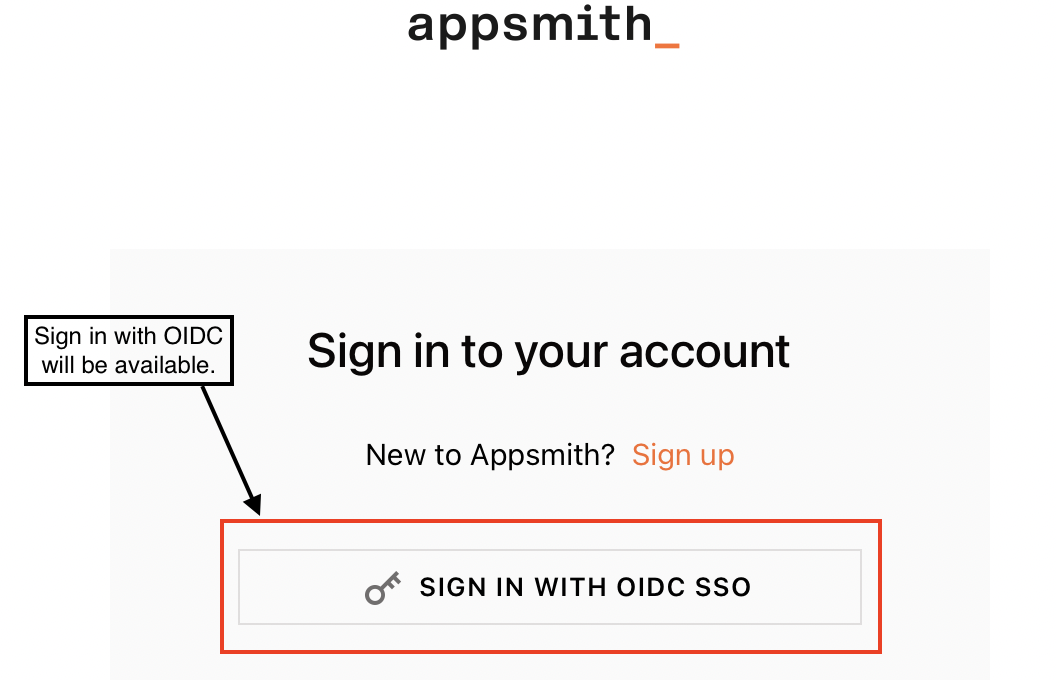 appsmith_
Sign in with OIDC
will be available.
Sign in to your account
New to Appsmith? Sign up
SIGN IN WITH OIDC SSO